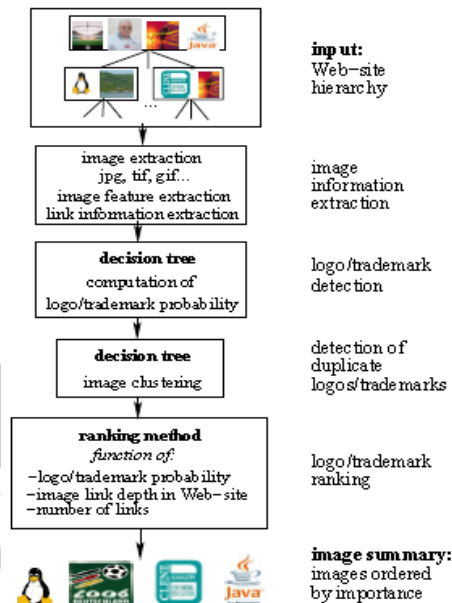 Java
input:
Web-site
hierarchy
...
image extraction
jpg, tif, gif...
image feature extraction
link information extraction
image
information
extraction
decision tree
computation of
logo/trademark probability
logo/trademark
detection
decision tree
image clustering
detection of
duplicate
logos/trademarks
ranking method
function of:
-logo/trademark probability
-image link depth in Web-site
-number of links
logo/trademark
ranking
2006
DEUTSCHLAND
CLIENT
Java
image summary:
images ordered
by importance